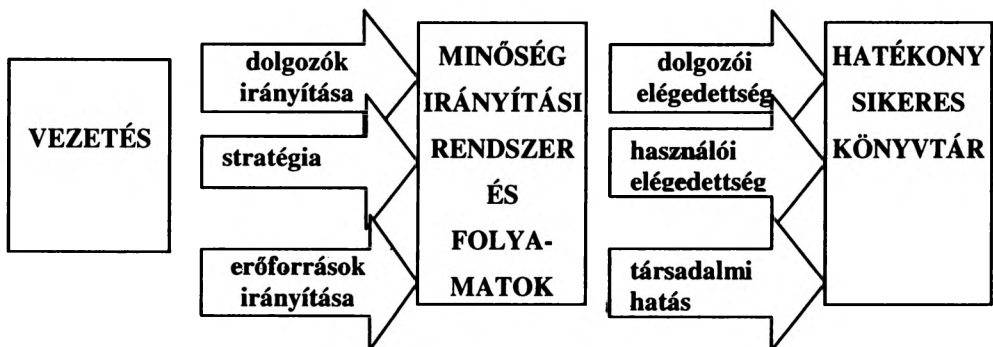 VEZETÉS
dolgozók
irányítása
stratégia
erőforrások
irányítása
MINŐSÉG
IRÁNYÍTÁSI
RENDSZER
ÉS
FOLYA-
MATOK
dolgozói
elégedettség
használói
elégedettség
társadalmi
hatás
HATÉKONY
SIKERES
KÖNYVTÁR